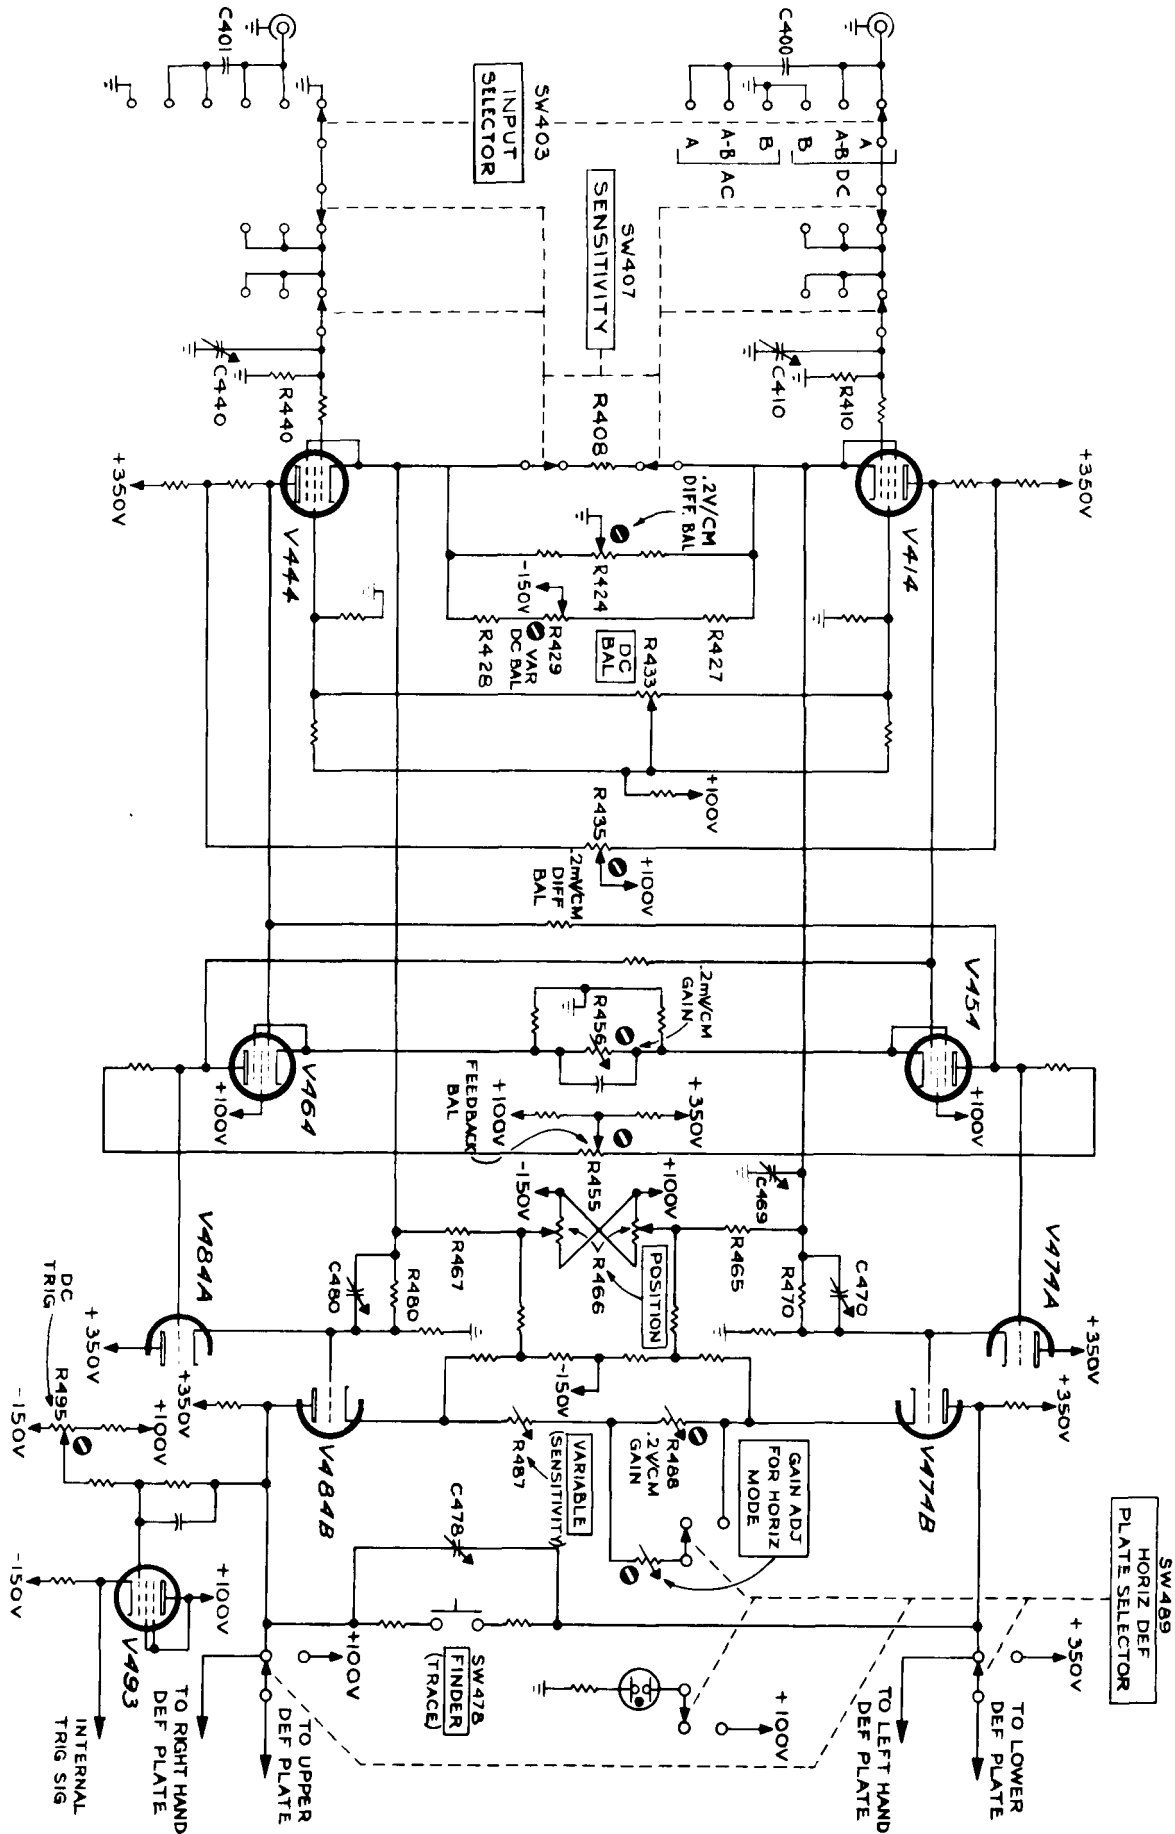 C401
C400
SW403
INPUT
SELECTOR
A
A-B DC
B
B
A-B AC
A
SW407
SENSITIVITY
C440
R440
C410
R410
R408
+350V
V444
+350V
V414
.2V/CM
DIFF. BAL
R424
-150V
R429
VAR
DC BAL
R428
R427
DC
BAL
R433
+100V
R435
+100V
.2mV/CM
DIFF
BAL
V454
+100V
V464
+100V
.2mV/CM
GAIN
R456
+350V
+100V
FEEDBACK
BAL
R455
+100V
-150V
C469
R467
R466
R465
POSITION
C480
R480
C470
R470
V484A
+350V
V474A
+350V
DC
TRIG
R495
-150V
+100V
+350V
V484B
-150V
+350V
V474B
R487
VARIABLE
(SENSITIVITY)
R488
.2V/CM
GAIN
GAIN ADJ
FOR HORIZ
MODE
C478
SW489
HORIZ DEF
PLATE SELECTOR
-150V
+100V
V493
+100V
SW478
FINDER
(TRACE)
+100V
+350V
INTERNAL
TRIG SIG
TO RIGHT HAND
DEF PLATE
TO UPPER
DEF PLATE
TO LEFT HAND
DEF PLATE
TO LOWER
DEF PLATE